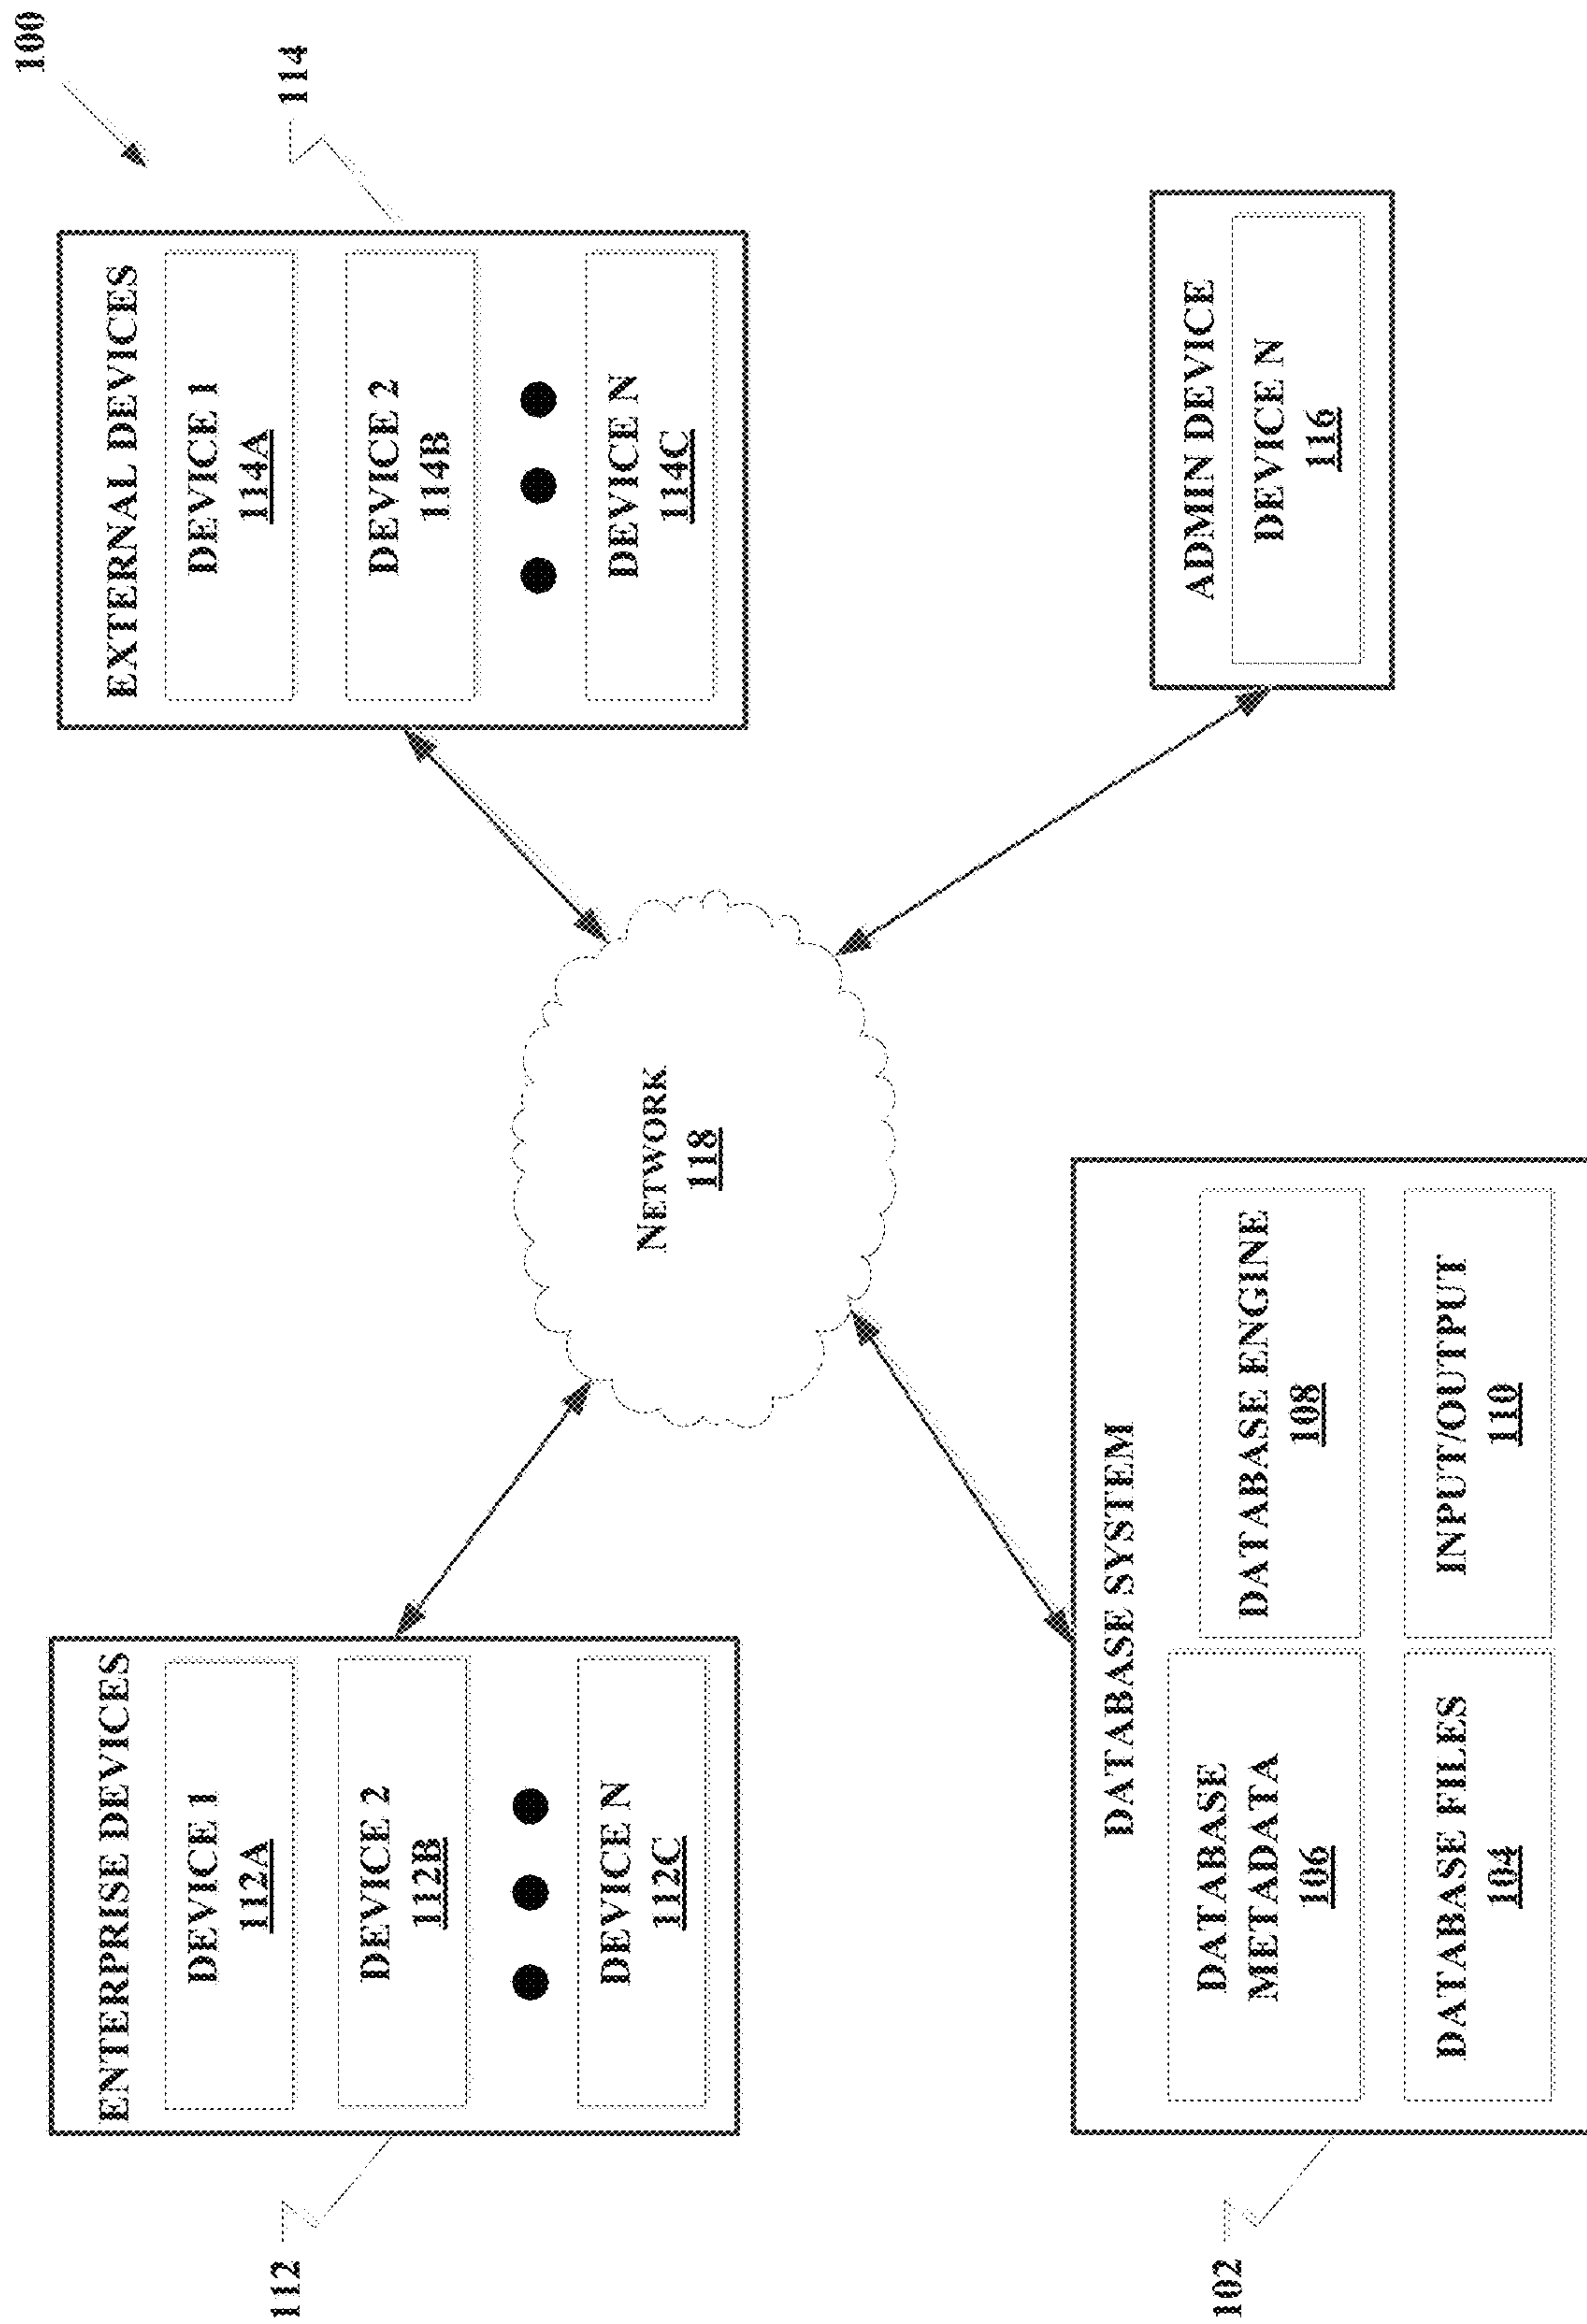 100
ENTERPRISE DEVICES
DEVICE 1
112A
DEVICE 2
112B
DEVICE N
112C
112
EXTERNAL DEVICES
DEVICE 1
114A
DEVICE 2
114B
DEVICE N
114C
114
NETWORK
118
DATABASE SYSTEM
DATABASE
METADATA
106
DATABASE ENGINE
108
DATABASE FILES
104
INPUT/OUTPUT
110
102
ADMIN DEVICE
DEVICE N
116